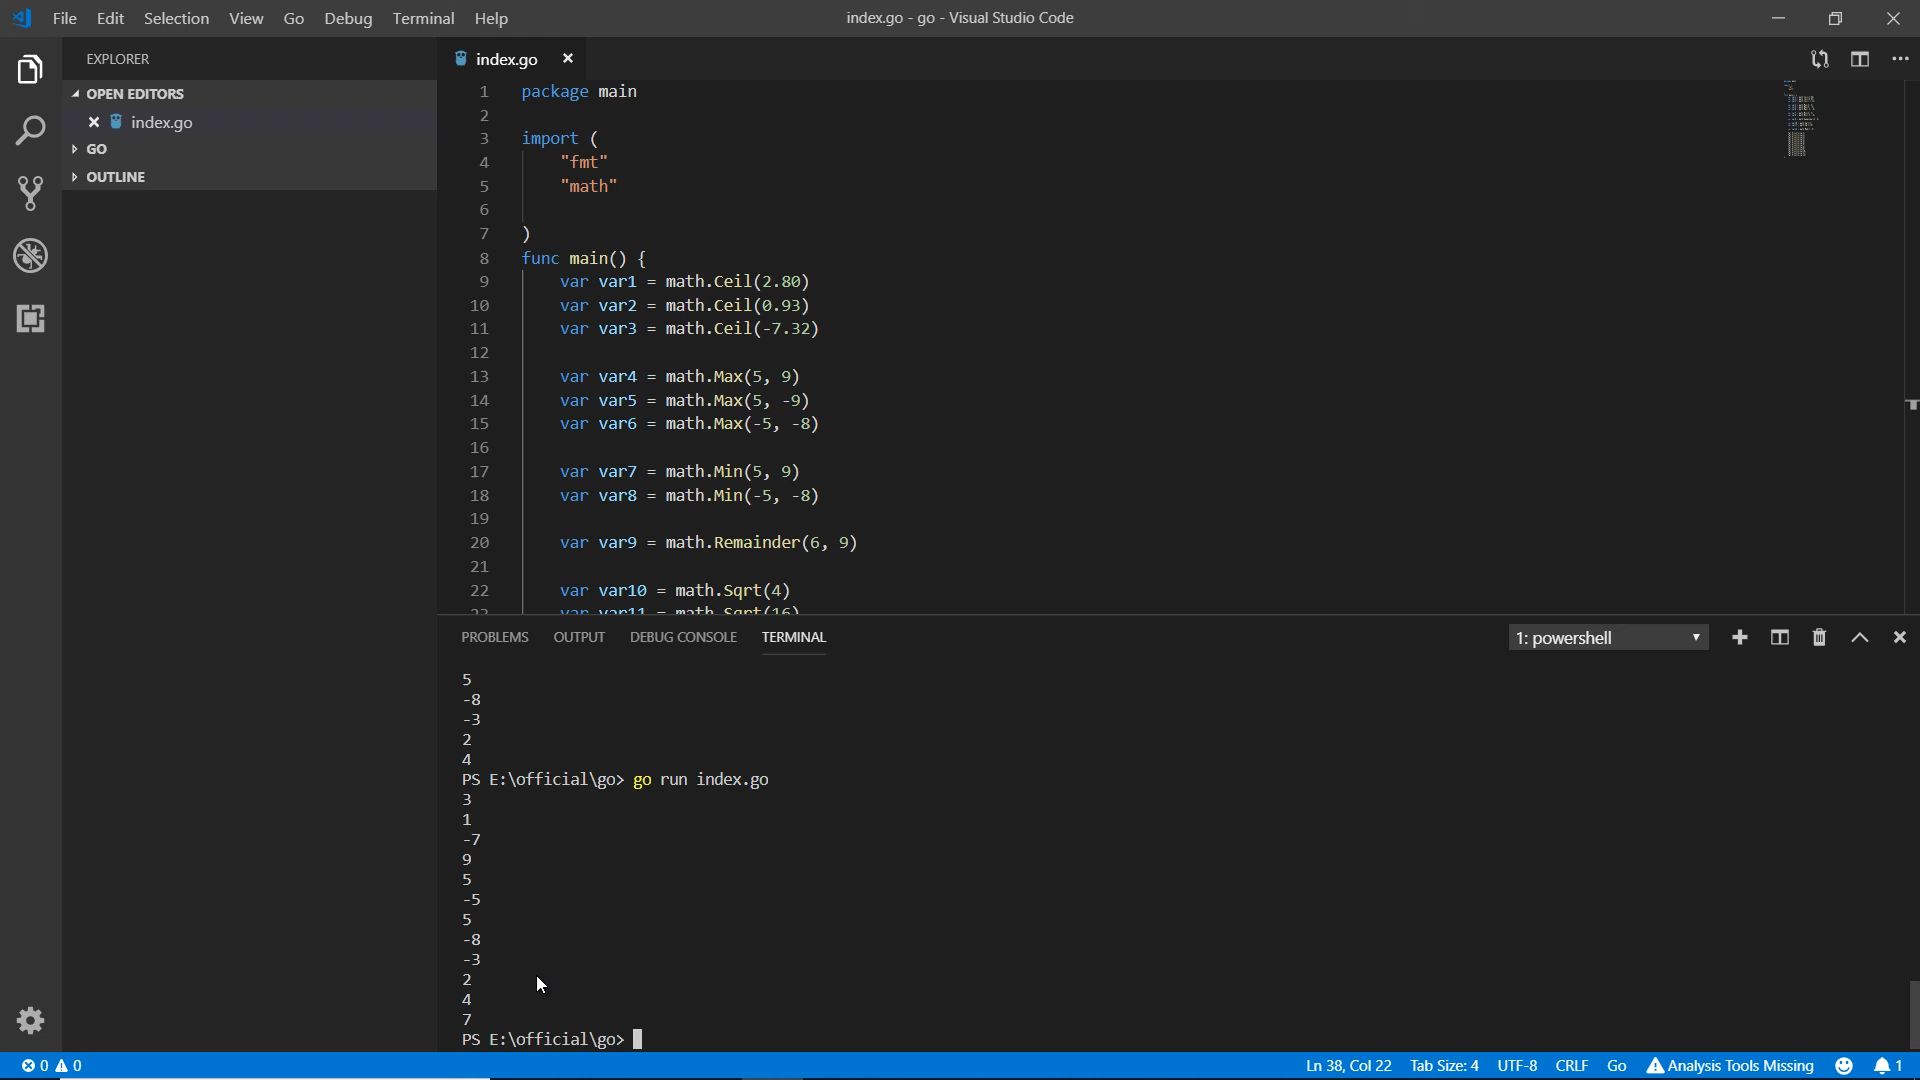 File Edit Selection View Go Debug Terminal Help
index.go - go - Visual Studio Code
EXPLORER
OPEN EDITORS
index.go
GO
OUTLINE
index.go
1 package main
2
3 import (
4 "fmt"
5 "math"
6
7 )
8 func main() {
9 var var1 = math.Ceil(2.80)
10 var var2 = math.Ceil(0.93)
11 var var3 = math.Ceil(-7.32)
12
13 var var4 = math.Max(5, 9)
14 var var5 = math.Max(5, -9)
15 var var6 = math.Max(-5, -8)
16
17 var var7 = math.Min(5, 9)
18 var var8 = math.Min(-5, -8)
19
20 var var9 = math.Remainder(6, 9)
21
22 var var10 = math.Sqrt(4)
23 var var11 = math.Sqrt(16)
PROBLEMS OUTPUT DEBUG CONSOLE TERMINAL
1: powershell
5
-8
-3
2
4
PS E:\official\go> go run index.go
3
1
-7
9
5
-5
5
-8
-3
2
4
7
PS E:\official\go>
0 0
Ln 38, Col 22 Tab Size: 4 UTF-8 CRLF Go Analysis Tools Missing 1